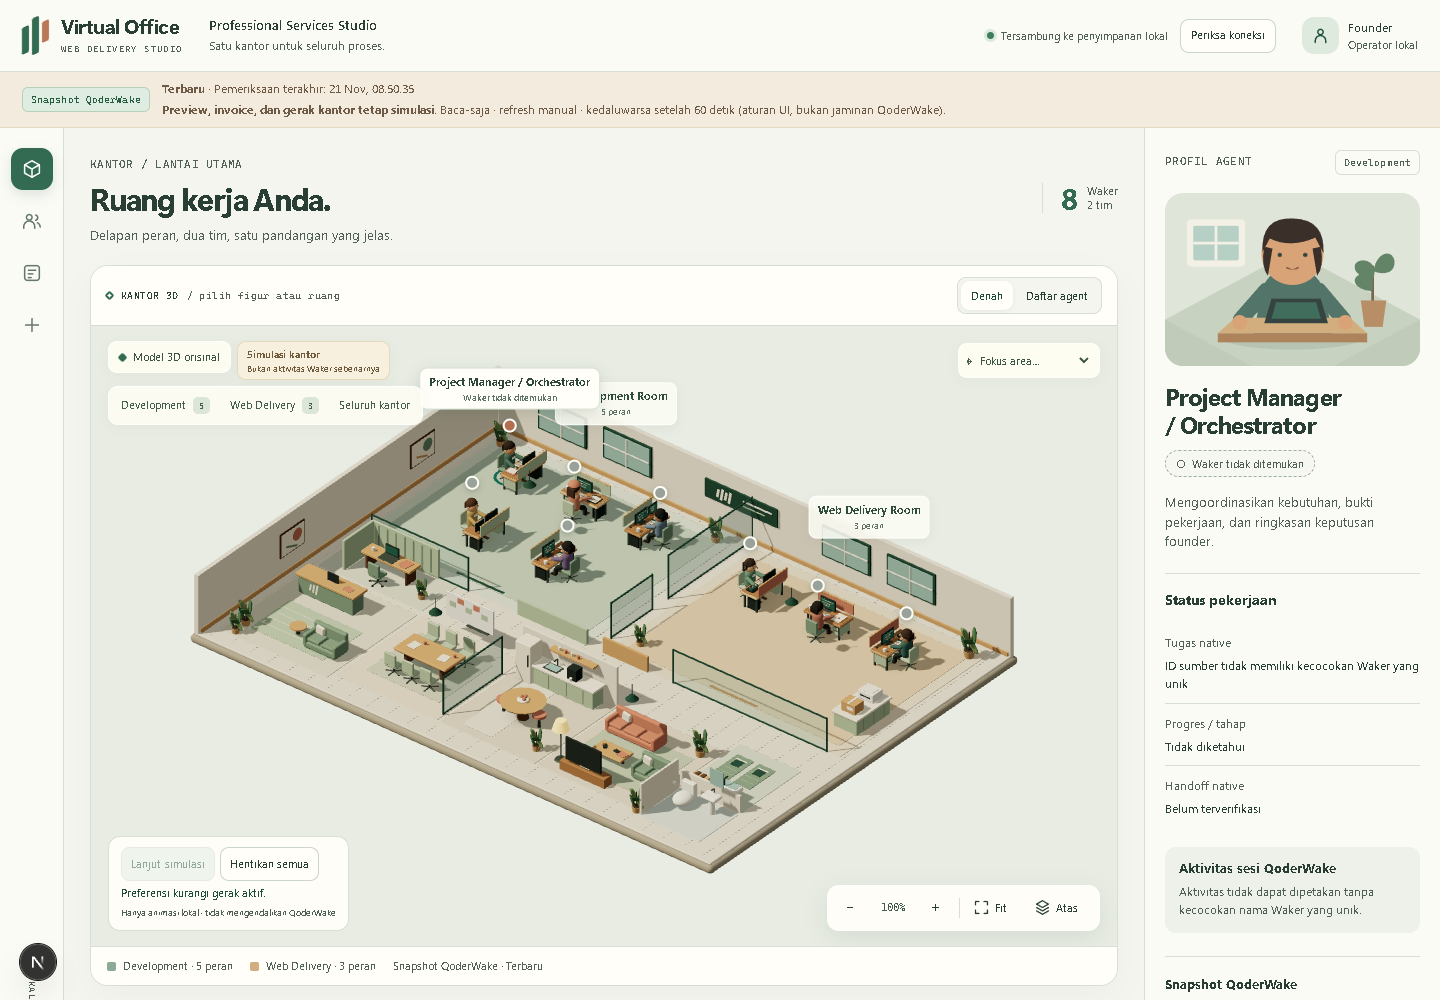 Virtual Office
WEB DELIVERY STUDIO
Professional Services Studio
Satu kantor untuk seluruh proses.
Tersambung ke penyimpanan lokal
Periksa koneksi
Founder
Operator lokal
Snapshot QoderWake
Terbaru · Pemeriksaan terakhir: 21 Nov, 08.50.35
Preview, invoice, dan gerak kantor tetap simulasi. Baca-saja · refresh manual · kedaluwarsa setelah 60 detik (aturan UI, bukan jaminan QoderWake).
KANTOR / LANTAI UTAMA
Ruang kerja Anda.
Delapan peran, dua tim, satu pandangan yang jelas.
8
Waker
2 tim
KANTOR 3D / pilih figur atau ruang
Denah
Daftar agent
Model 3D orisinal
Simulasi kantor
Bukan aktivitas Waker sebenarnya
Fokus area...
Development 5
Web Delivery 3
Seluruh kantor
Project Manager / Orchestrator
Waker tidak ditemukan
pment Room
5 peran
Web Delivery Room
3 peran
Lanjut simulasi
Hentikan semua
Preferensi kurangi gerak aktif.
Hanya animasi lokal · tidak mengendalikan QoderWake
− 100% +
Fit
Atas
Development · 5 peran
Web Delivery · 3 peran
Snapshot QoderWake · Terbaru
PROFIL AGENT
Development
Project Manager
/ Orchestrator
Waker tidak ditemukan
Mengoordinasikan kebutuhan, bukti
pekerjaan, dan ringkasan keputusan
founder.
Status pekerjaan
Tugas native
ID sumber tidak memiliki kecocokan Waker yang
unik
Progres / tahap
Tidak diketahui
Handoff native
Belum terverifikasi
Aktivitas sesi QoderWake
Aktivitas tidak dapat dipetakan tanpa
kecocokan nama Waker yang unik.
Snapshot QoderWake
N
KAL